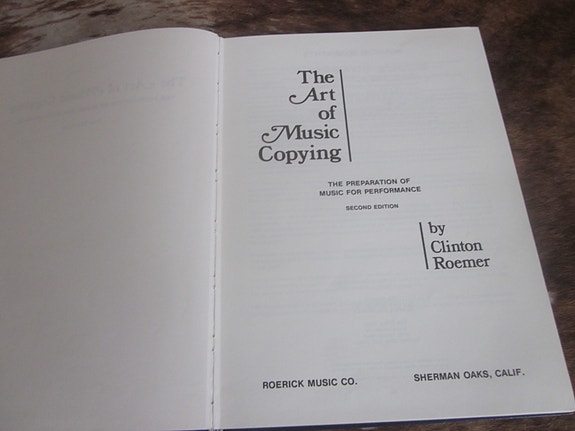 The
Art
of
Music
Copying
THE PREPARATION OF
MUSIC FOR PERFORMANCE
SECOND EDITION
by
Clinton
Roemer
ROERICK MUSIC CO. SHERMAN OAKS, CALIF.